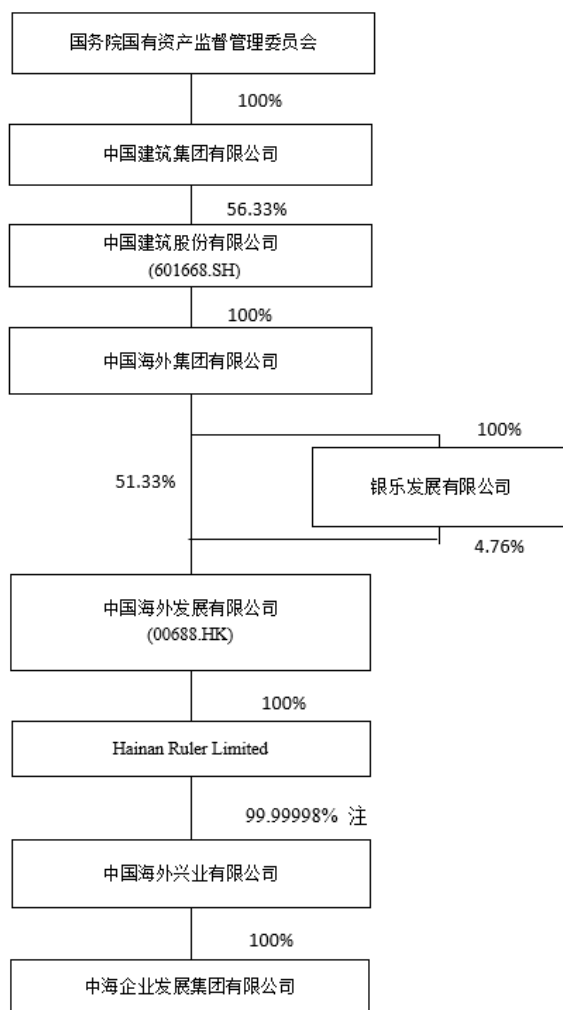 国务院国有资产监督管理委员会
100%
中国建筑集团有限公司
56.33%
中国建筑股份有限公司
(601668.SH)
100%
中国海外集团有限公司
100%
51.33%
银乐发展有限公司
4.76%
中国海外发展有限公司
(00688.HK)
100%
Hainan Ruler Limited
99.99998% 注
中国海外兴业有限公司
100%
中海企业发展集团有限公司